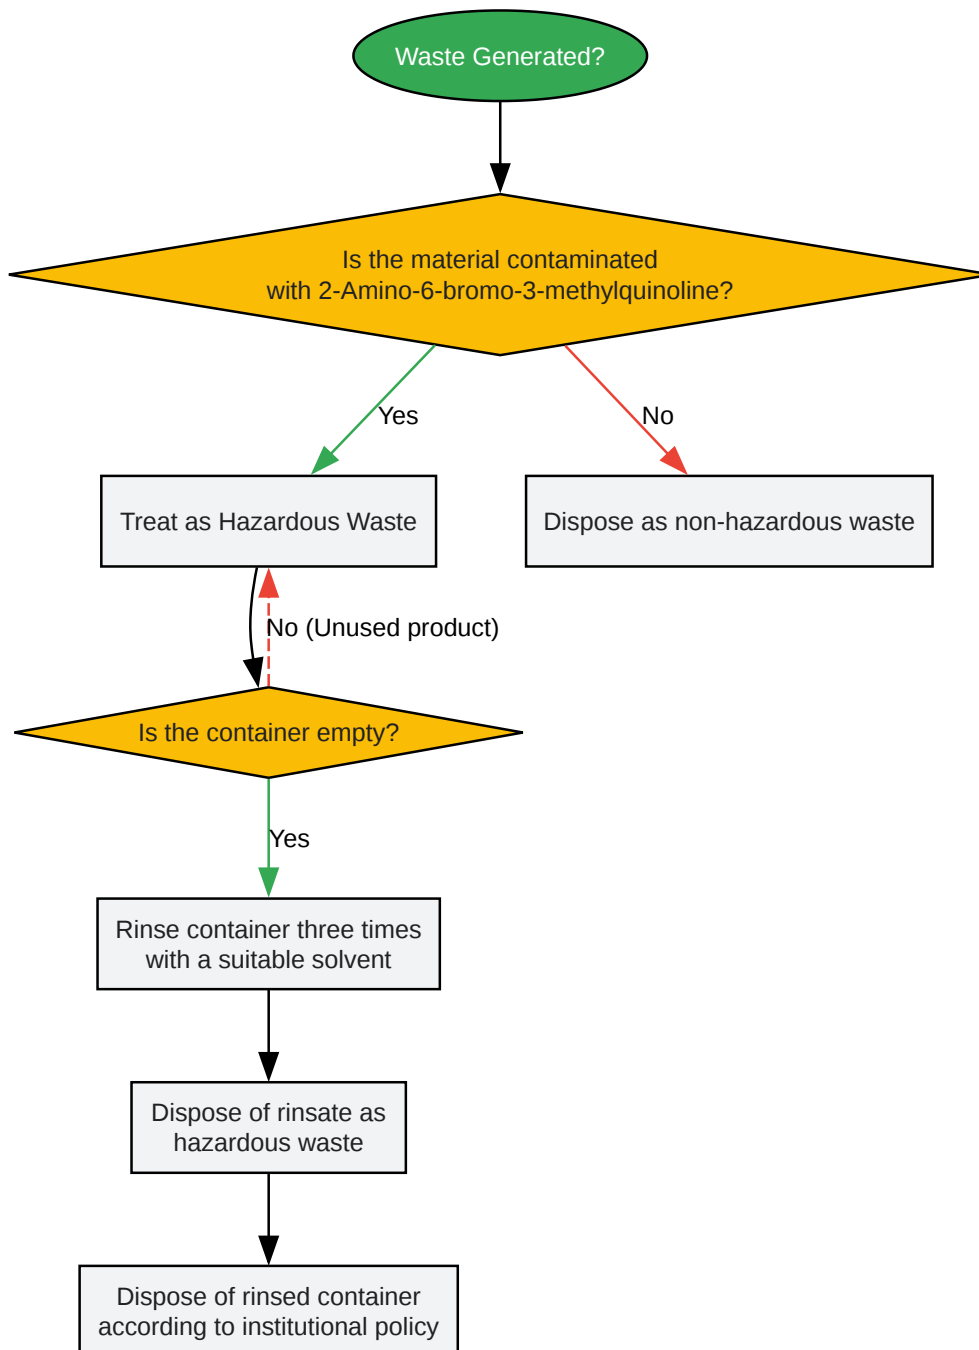 Waste Generated?
Is the material contaminated
with 2-Amino-6-bromo-3-methylquinoline?
Yes
No
Treat as Hazardous Waste
Dispose as non-hazardous waste
No (Unused product)
Is the container empty?
Yes
Rinse container three times
with a suitable solvent
Dispose of rinsate as
hazardous waste
Dispose of rinsed container
according to institutional policy